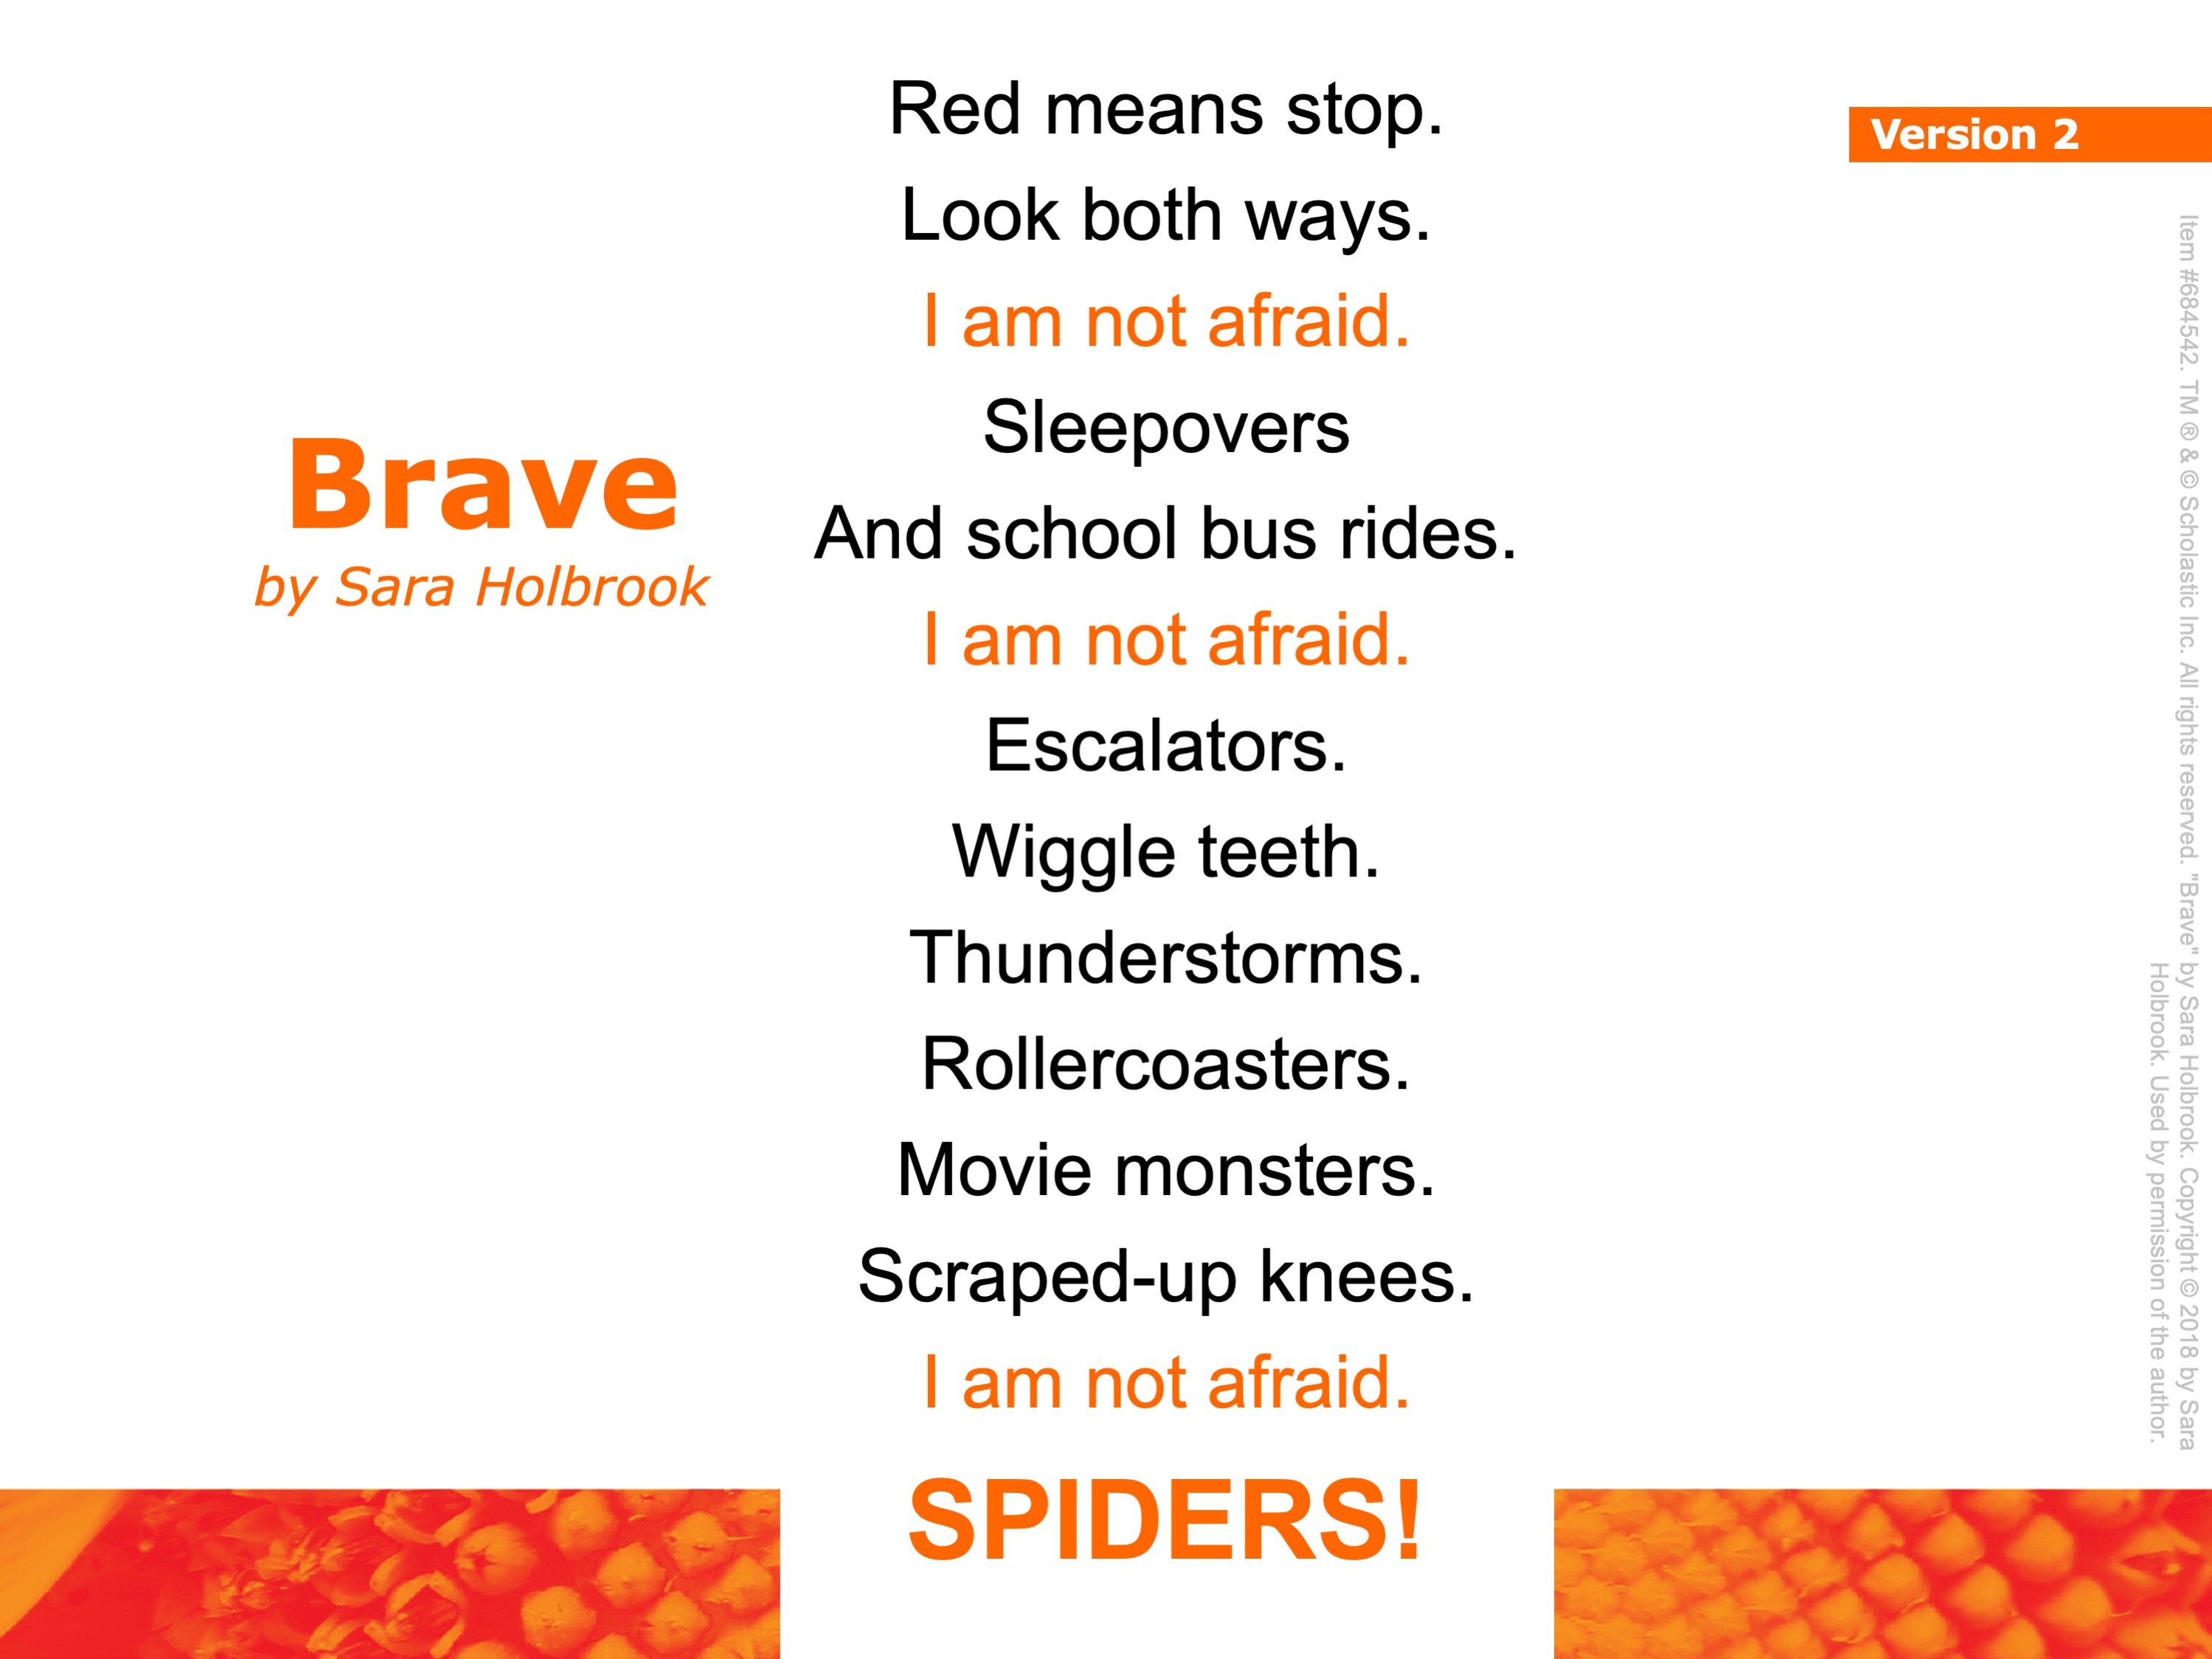 Version 2
Brave
by Sara Holbrook
Red means stop.
Look both ways.
I am not afraid.
Sleepovers
And school bus rides.
I am not afraid.
Escalators.
Wiggle teeth.
Thunderstorms.
Rollercoasters.
Movie monsters.
Scraped-up knees.
I am not afraid.
SPIDERS!
Item #684542. TM ® & © Scholastic Inc. All rights reserved. "Brave" by Sara Holbrook. Copyright © 2018 by Sara
Holbrook. Used by permission of the author.